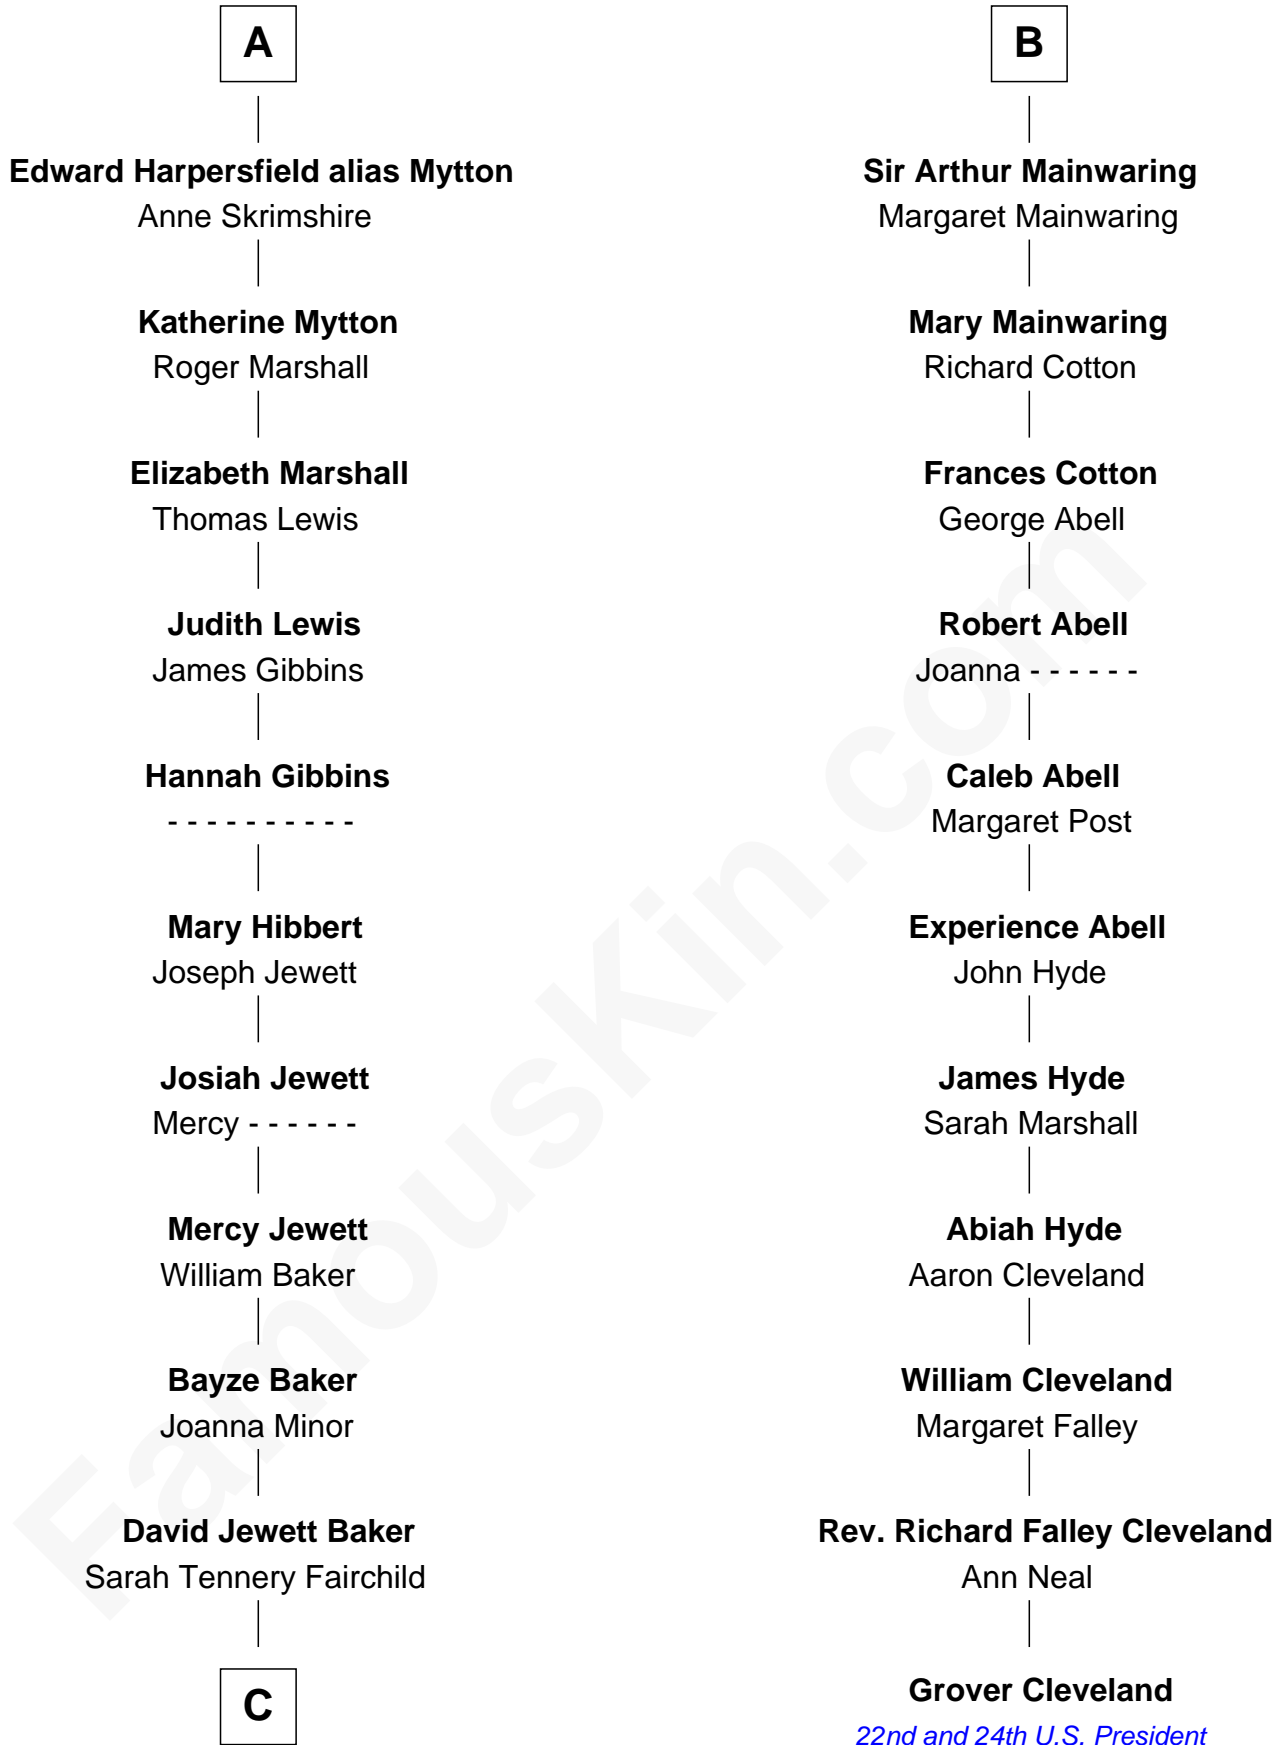 A
Edward Harpersfield alias Mytton
Anne Skrimshire
Katherine Mytton
Roger Marshall
Elizabeth Marshall
Thomas Lewis
Judith Lewis
James Gibbins
Hannah Gibbins
- - - - - - - - - -
Mary Hibbert
Joseph Jewett
Josiah Jewett
Mercy - - - - - -
Mercy Jewett
William Baker
Bayze Baker
Joanna Minor
David Jewett Baker
Sarah Tennery Fairchild
C
B
Sir Arthur Mainwaring
Margaret Mainwaring
Mary Mainwaring
Richard Cotton
Frances Cotton
George Abell
Robert Abell
Joanna - - - - - -
Caleb Abell
Margaret Post
Experience Abell
John Hyde
James Hyde
Sarah Marshall
Abiah Hyde
Aaron Cleveland
William Cleveland
Margaret Falley
Rev. Richard Falley Cleveland
Ann Neal
Grover Cleveland
22nd and 24th U.S. President
FamousKin.com